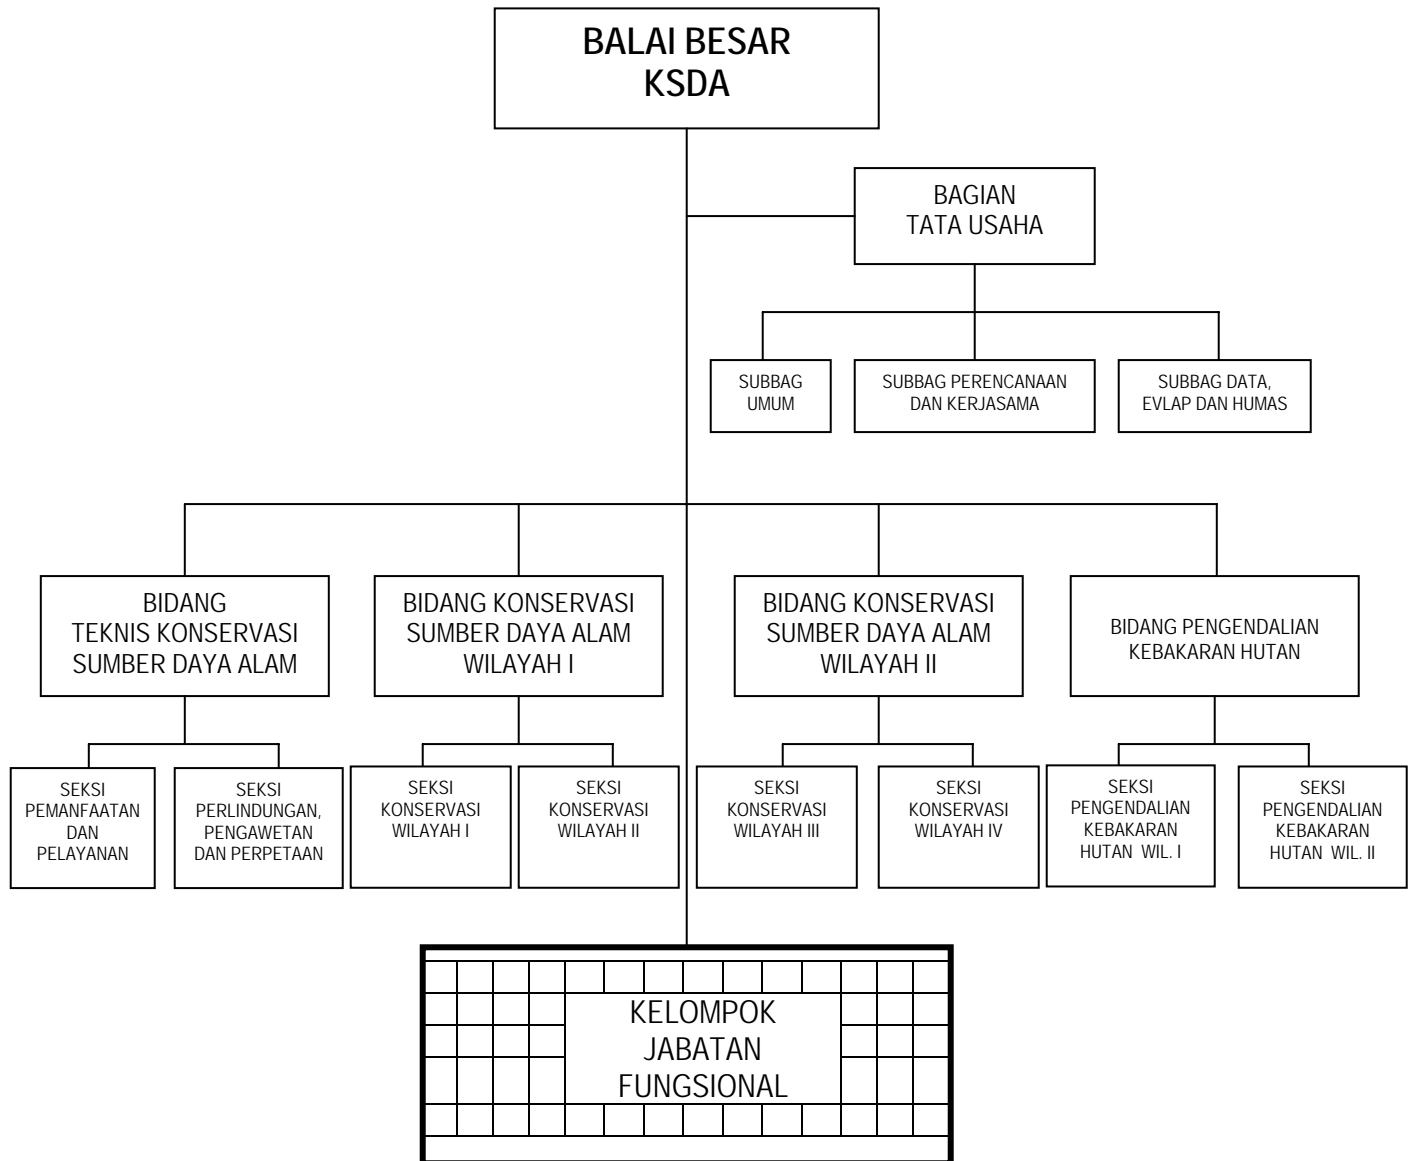 BALAI BESAR
KSDA
BAGIAN
TATA USAHA
SUBBAG
UMUM
SUBBAG PERENCANAAN
DAN KERJASAMA
SUBBAG DATA,
EVLAP DAN HUMAS
BIDANG
TEKNIS KONSERVASI
SUMBER DAYA ALAM
BIDANG KONSERVASI
SUMBER DAYA ALAM
WILAYAH I
BIDANG KONSERVASI
SUMBER DAYA ALAM
WILAYAH II
BIDANG PENGENDALIAN
KEBAKARAN HUTAN
SEKSI
PEMANFAATAN
DAN
PELAYANAN
SEKSI
PERLINDUNGAN,
PENGAWETAN
DAN PERPETAAN
SEKSI
KONSERVASI
WILAYAH I
SEKSI
KONSERVASI
WILAYAH II
SEKSI
KONSERVASI
WILAYAH III
SEKSI
KONSERVASI
WILAYAH IV
SEKSI
PENGENDALIAN
KEBAKARAN
HUTAN WIL. I
SEKSI
PENGENDALIAN
KEBAKARAN
HUTAN WIL. II
KELOMPOK
JABATAN
FUNGSIONAL